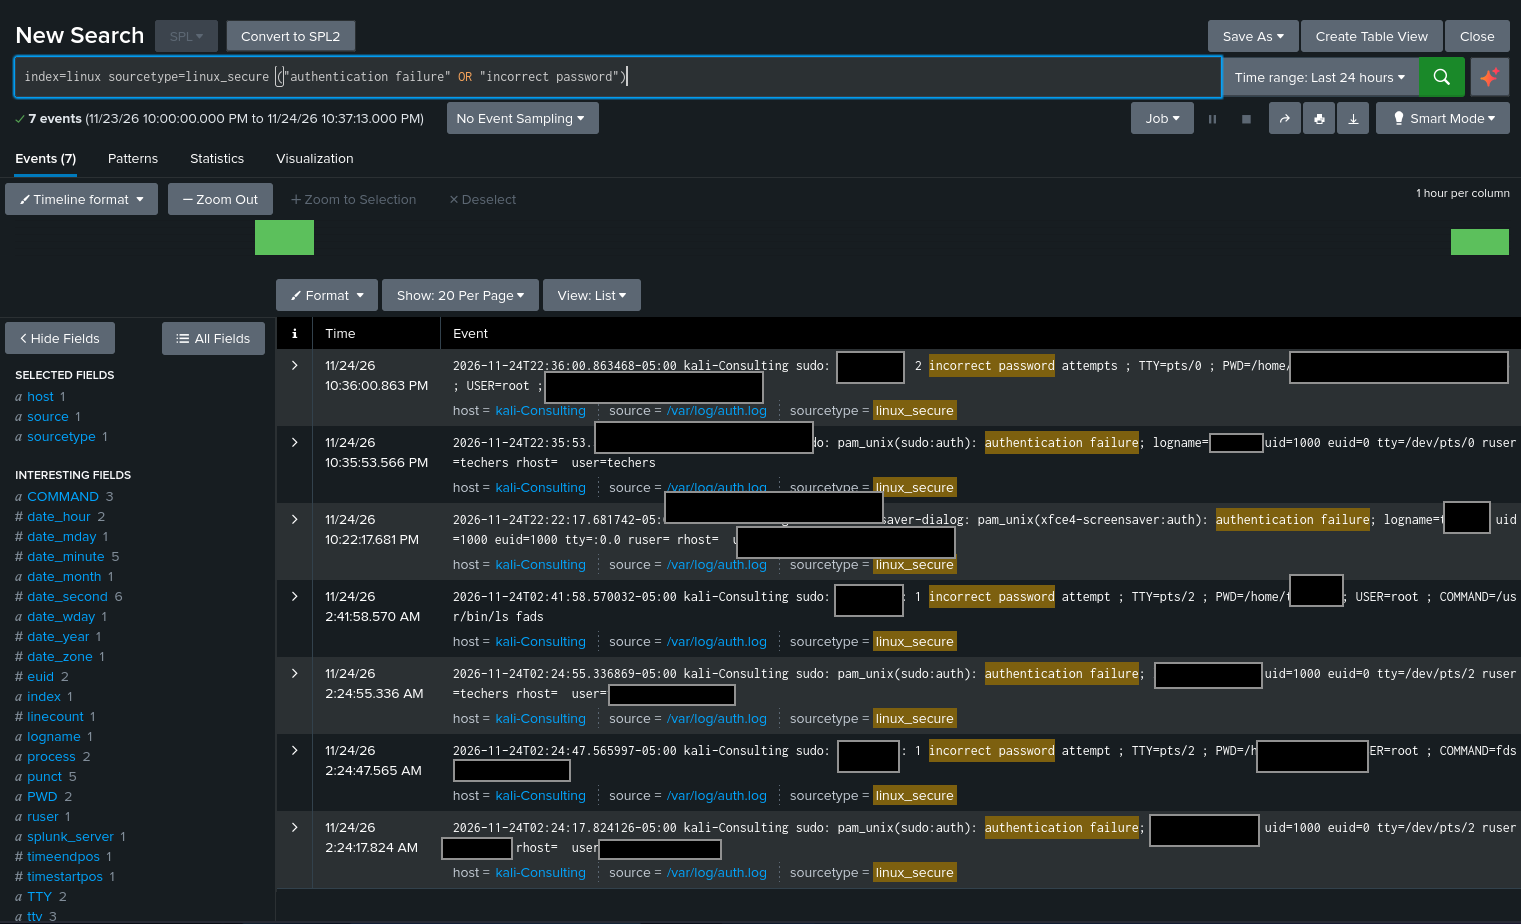 New Search
SPL
Convert to SPL2
Save As
Create Table View
Close
index=linux sourcetype=linux_secure ("authentication failure" OR "incorrect password")
Time range: Last 24 hours
7 events (11/23/26 10:00:00.000 PM to 11/24/26 10:37:13.000 PM)
No Event Sampling
Job
Smart Mode
Events (7)
Patterns
Statistics
Visualization
Timeline format
Zoom Out
+ Zoom to Selection
× Deselect
1 hour per column
Format
Show: 20 Per Page
View: List
< Hide Fields
All Fields
SELECTED FIELDS
a host 1
a source 1
a sourcetype 1
INTERESTING FIELDS
a COMMAND 3
# date_hour 2
# date_mday 1
# date_minute 5
a date_month 1
# date_second 6
a date_wday 1
# date_year 1
# date_zone 1
# euid 2
a index 1
# linecount 1
a logname 1
a process 2
a punct 5
a PWD 2
a ruser 1
a splunk_server 1
# timeendpos 1
# timestartpos 1
a TTY 2
a tty 3
i
Time
Event
11/24/26
10:36:00.863 PM
2026-11-24T22:36:00.863468-05:00 kali-Consulting sudo: 2 incorrect password attempts ; TTY=pts/0 ; PWD=/home/
; USER=root ;
host = kali-Consulting source = /var/log/auth.log sourcetype = linux_secure
11/24/26
10:35:53.566 PM
2026-11-24T22:35:53. do: pam_unix(sudo:auth): authentication failure; logname= uid=1000 euid=0 tty=/dev/pts/0 ruser
=techers rhost= user=techers
host = kali-Consulting source = /var/log/auth.log sourcetype = linux_secure
11/24/26
10:22:17.681 PM
2026-11-24T22:22:17.681742-05: saver-dialog: pam_unix(xfce4-screensaver:auth): authentication failure; logname= uid
=1000 euid=1000 tty=:0.0 ruser= rhost=
host = kali-Consulting source = /var/log/auth.log sourcetype = linux_secure
11/24/26
2:41:58.570 AM
2026-11-24T02:41:58.570032-05:00 kali-Consulting sudo: : 1 incorrect password attempt ; TTY=pts/2 ; PWD=/home/ ; USER=root ; COMMAND=/us
r/bin/ls fads
host = kali-Consulting source = /var/log/auth.log sourcetype = linux_secure
11/24/26
2:24:55.336 AM
2026-11-24T02:24:55.336869-05:00 kali-Consulting sudo: pam_unix(sudo:auth): authentication failure; uid=1000 euid=0 tty=/dev/pts/2 ruser
=techers rhost= user=
host = kali-Consulting source = /var/log/auth.log sourcetype = linux_secure
11/24/26
2:24:47.565 AM
2026-11-24T02:24:47.565997-05:00 kali-Consulting sudo: : 1 incorrect password attempt ; TTY=pts/2 ; PWD=/h ER=root ; COMMAND=fds
host = kali-Consulting source = /var/log/auth.log sourcetype = linux_secure
11/24/26
2:24:17.824 AM
2026-11-24T02:24:17.824126-05:00 kali-Consulting sudo: pam_unix(sudo:auth): authentication failure; uid=1000 euid=0 tty=/dev/pts/2 ruser
rhost= user
host = kali-Consulting source = /var/log/auth.log sourcetype = linux_secure